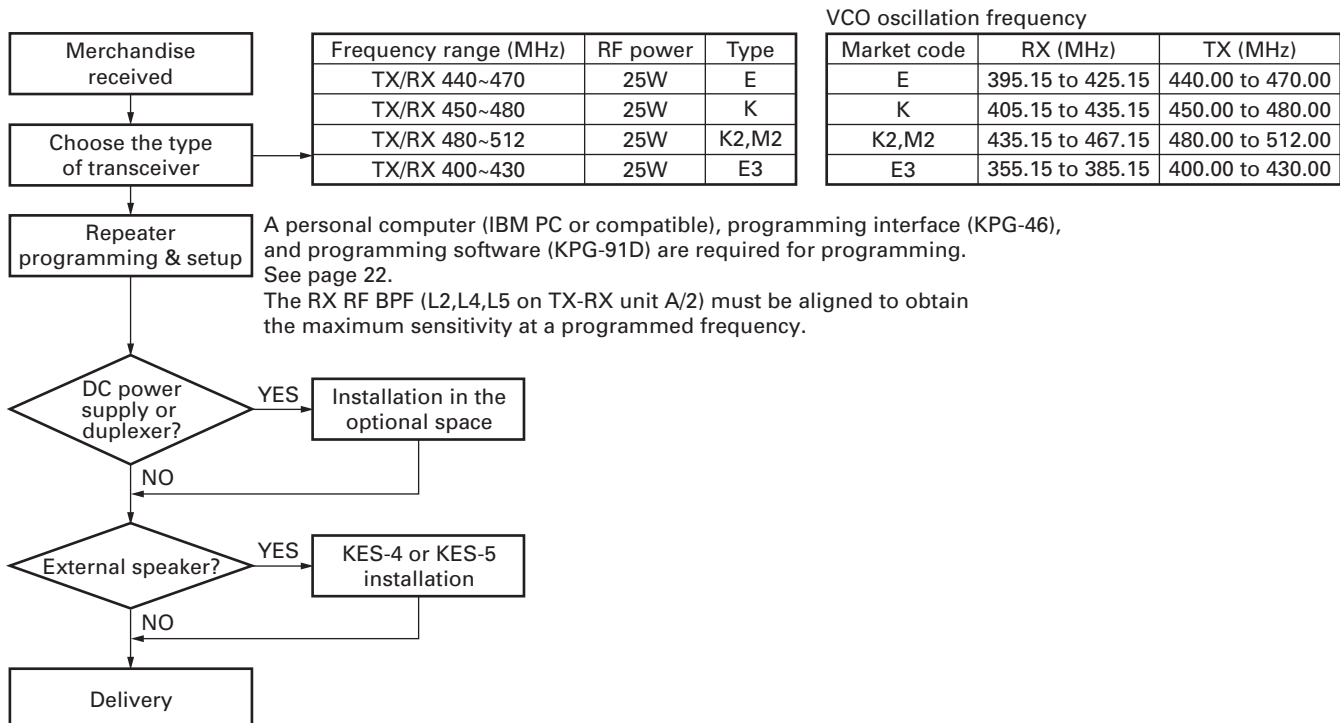 Merchandise
received
Choose the type
of transceiver
Frequency range (MHz) RF power Type
TX/RX 440~470 25W E
TX/RX 450~480 25W K
TX/RX 480~512 25W K2,M2
TX/RX 400~430 25W E3
VCO oscillation frequency
Market code RX (MHz) TX (MHz)
E 395.15 to 425.15 440.00 to 470.00
K 405.15 to 435.15 450.00 to 480.00
K2,M2 435.15 to 467.15 480.00 to 512.00
E3 355.15 to 385.15 400.00 to 430.00
Repeater
programming & setup
A personal computer (IBM PC or compatible), programming interface (KPG-46),
and programming software (KPG-91D) are required for programming.
See page 22.
The RX RF BPF (L2,L4,L5 on TX-RX unit A/2) must be aligned to obtain
the maximum sensitivity at a programmed frequency.
DC power
supply or
duplexer?
YES
Installation in the
optional space
NO
External speaker?
YES
KES-4 or KES-5
installation
NO
Delivery